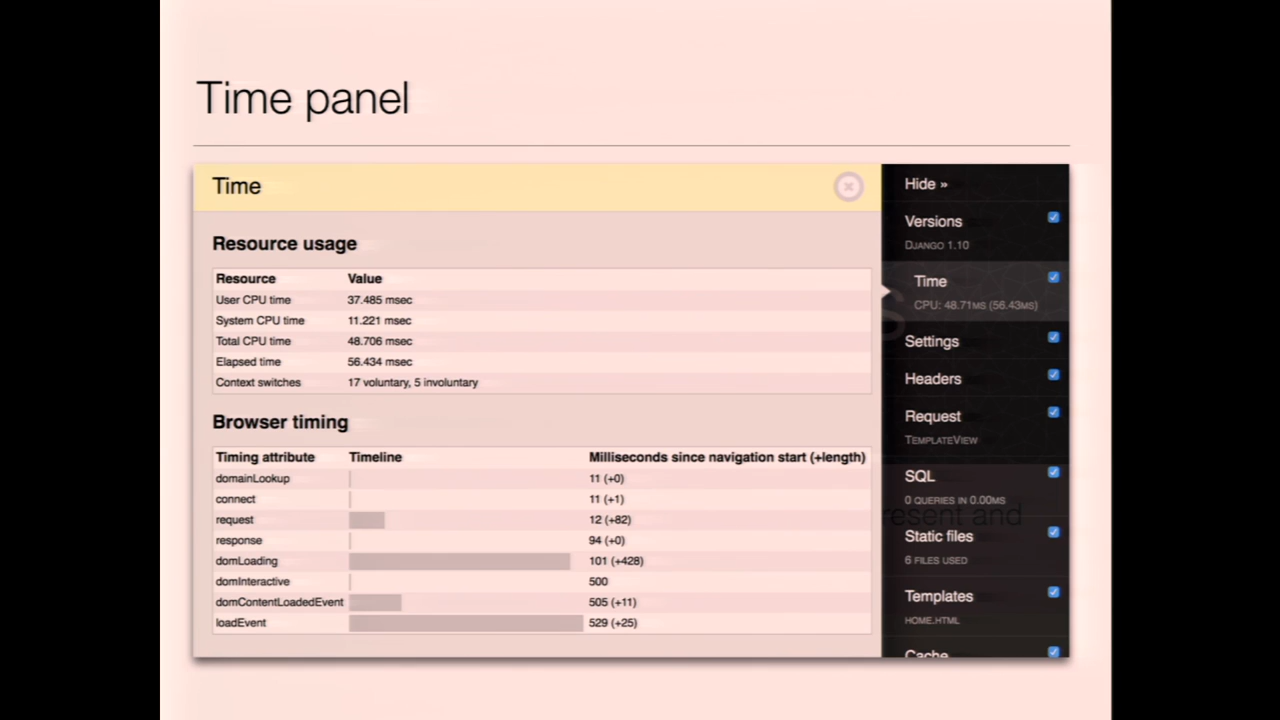 Time panel
Time
Resource usage
Resource Value
User CPU time 37.485 msec
System CPU time 11.221 msec
Total CPU time 48.706 msec
Elapsed time 56.434 msec
Context switches 17 voluntary, 5 involuntary
Browser timing
Timing attribute Timeline Milliseconds since navigation start (+length)
domainLookup 11 (+0)
connect 11 (+1)
request 12 (+82)
response 94 (+0)
domLoading 101 (+428)
domInteractive 500
domContentLoadedEvent 505 (+11)
loadEvent 529 (+25)
Hide »
Versions
DJANGO 1.10
Time
CPU: 48.71MS (56.43MS)
Settings
Headers
Request
TEMPLATEVIEW
SQL
0 QUERIES IN 0.00MS
Static files
6 FILES USED
Templates
HOME.HTML
Cache